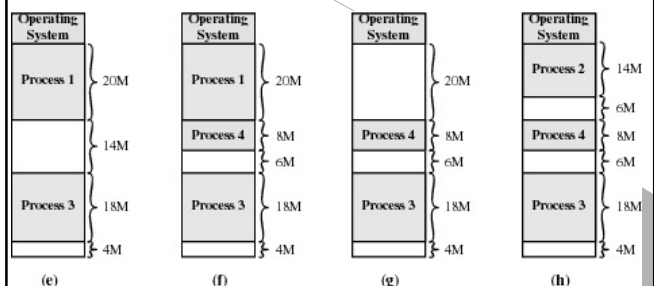 Operating
System
Process 1
20M
14M
Process 3
18M
4M
(e)
Operating
System
Process 1
20M
Process 4
8M
6M
Process 3
18M
4M
(f)
Operating
System
20M
Process 4
8M
6M
Process 3
18M
4M
(g)
Operating
System
Process 2
14M
6M
Process 4
8M
6M
Process 3
18M
4M
(h)